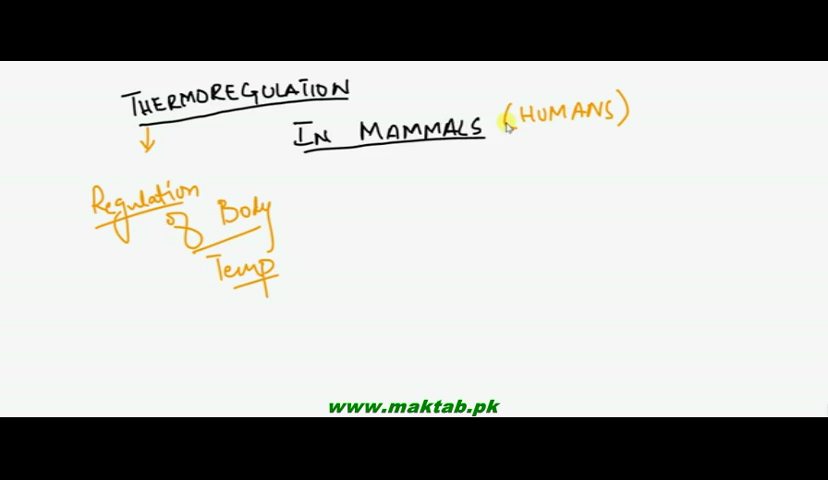 THERMOREGULATION
IN MAMMALS (HUMANS)
Regulation
of Body
Temp
www.maktab.pk